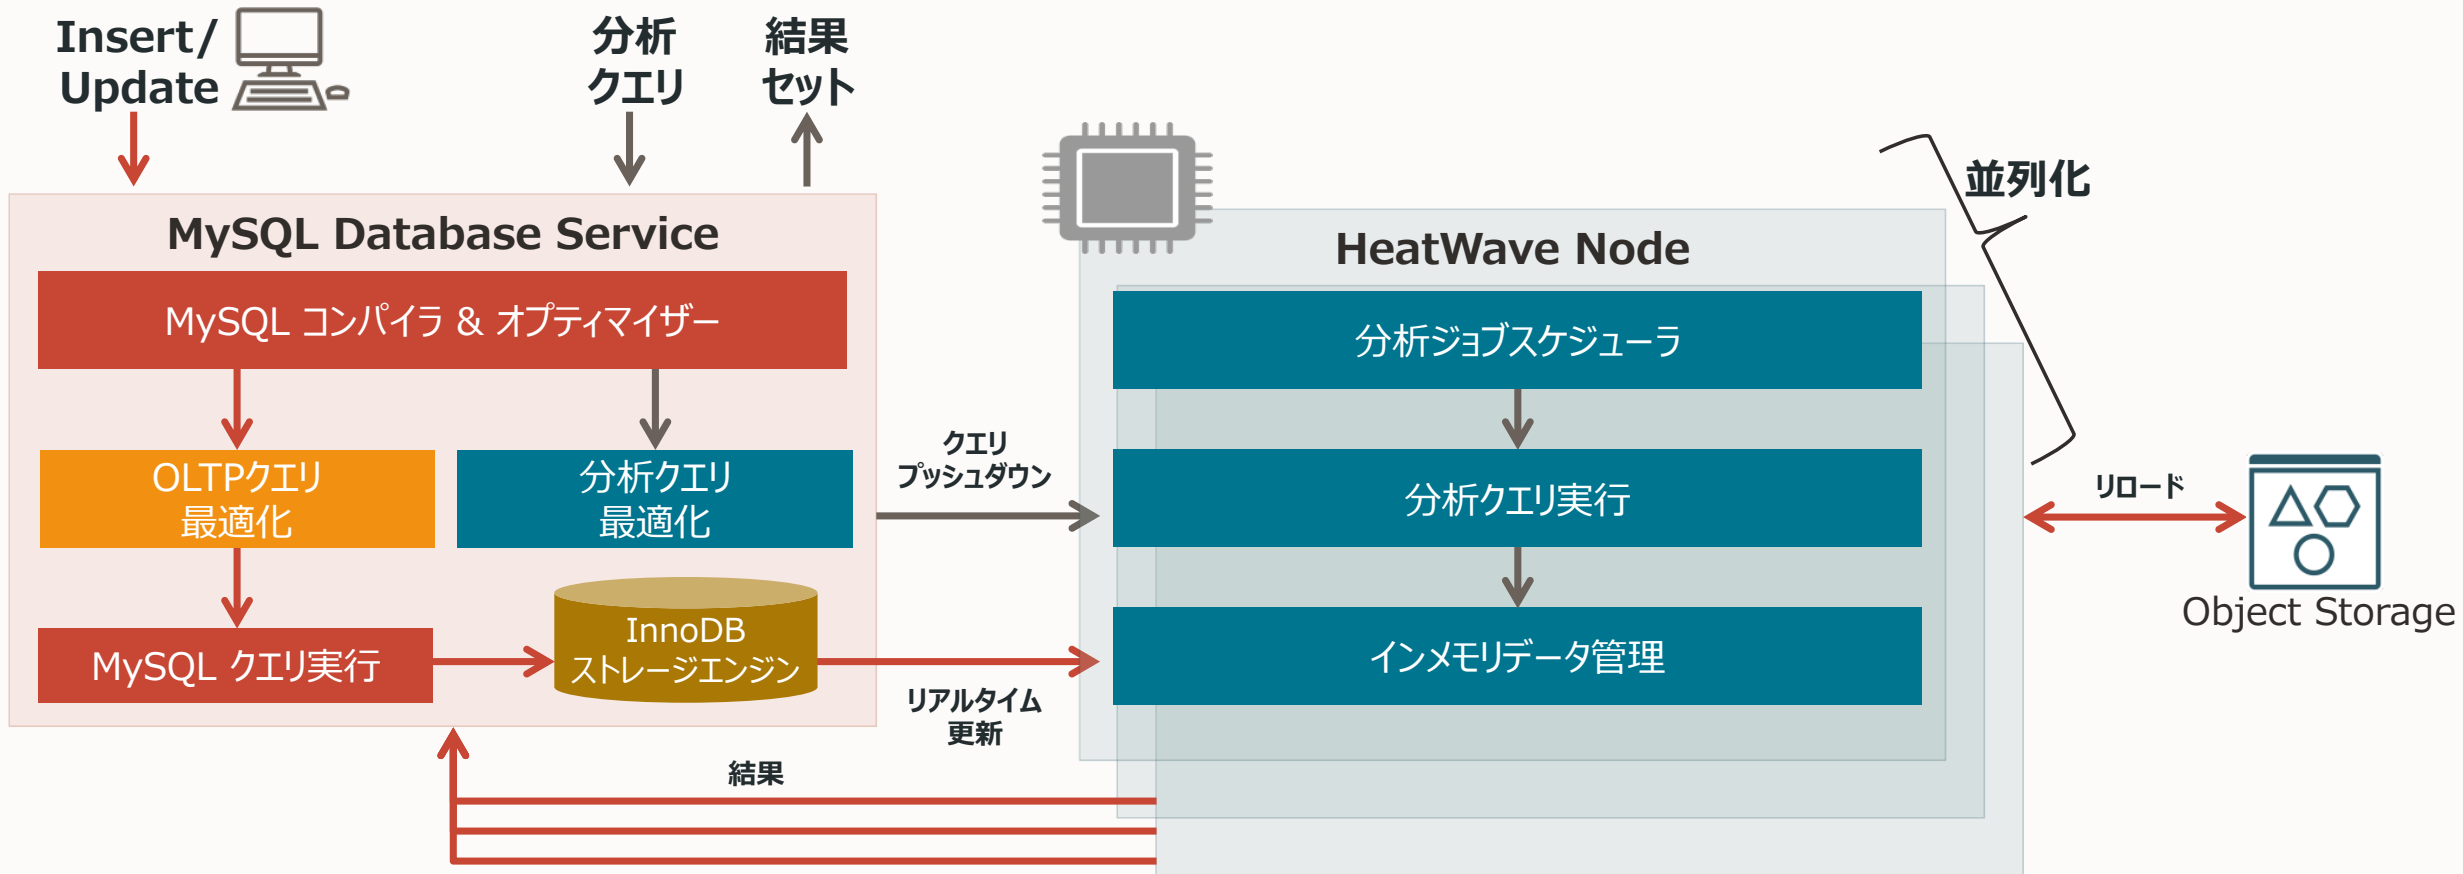 Insert/
Update
分析
クエリ
結果
セット
並列化
MySQL Database Service
HeatWave Node
MySQL コンパイラ & オプティマイザー
分析ジョブスケジューラ
OLTPクエリ
最適化
分析クエリ
最適化
クエリ
プッシュダウン
分析クエリ実行
リロード
Object Storage
MySQL クエリ実行
InnoDB
ストレージエンジン
リアルタイム
更新
インメモリデータ管理
結果